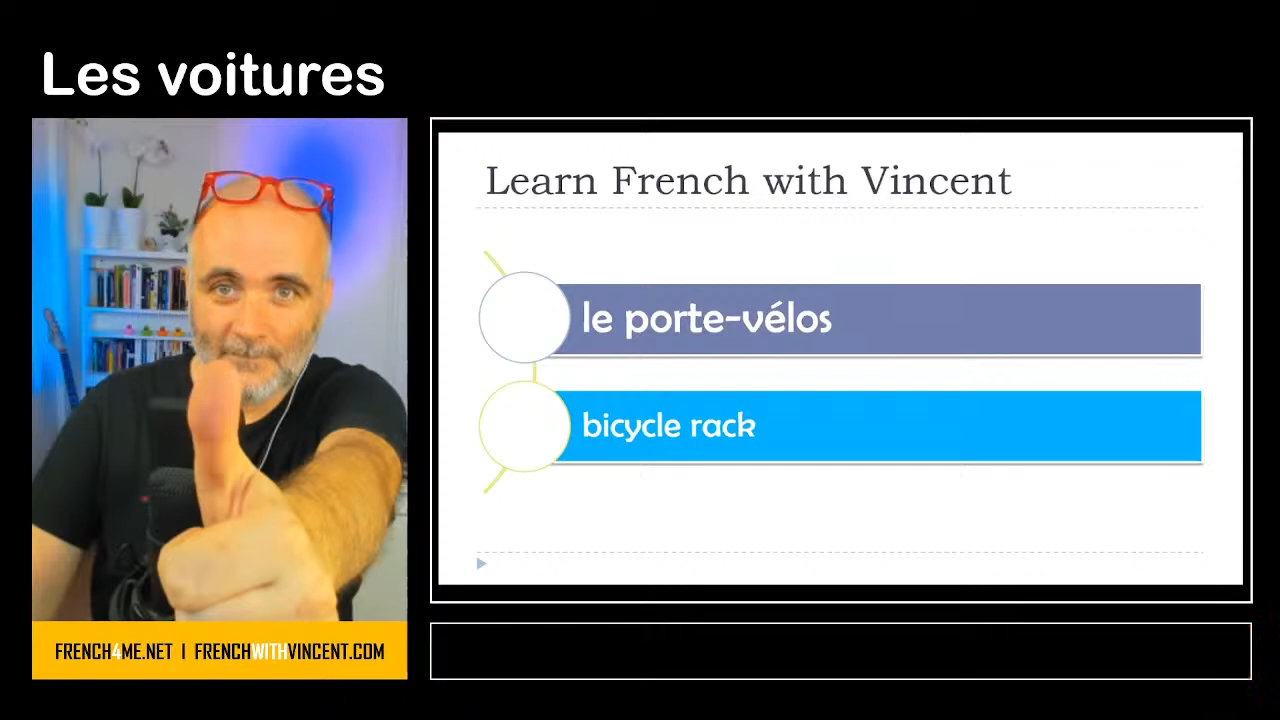 Les voitures
Learn French with Vincent
le porte-vélos
bicycle rack
FRENCH4ME.NET I FRENCHWITHVINCENT.COM